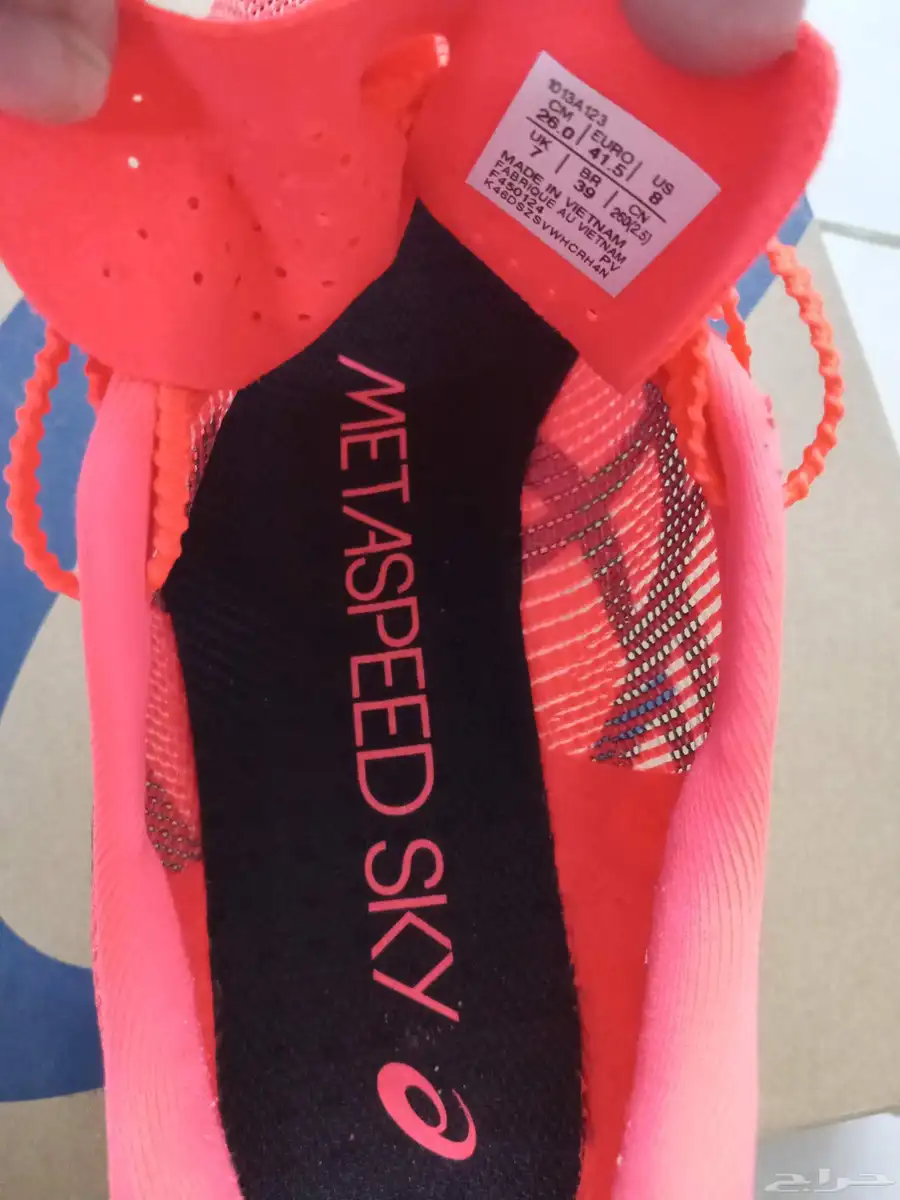 1013A123
CM | EURO | US
26.0 | 41.5 | 8
UK | BR | CN
7 | 39 | 260(2.5)
MADE IN VIETNAM
FABRIQUE AU VIETNAM
F450124 PV
K46DSZSVWHCRH4N
METASPEED SKY
حراج